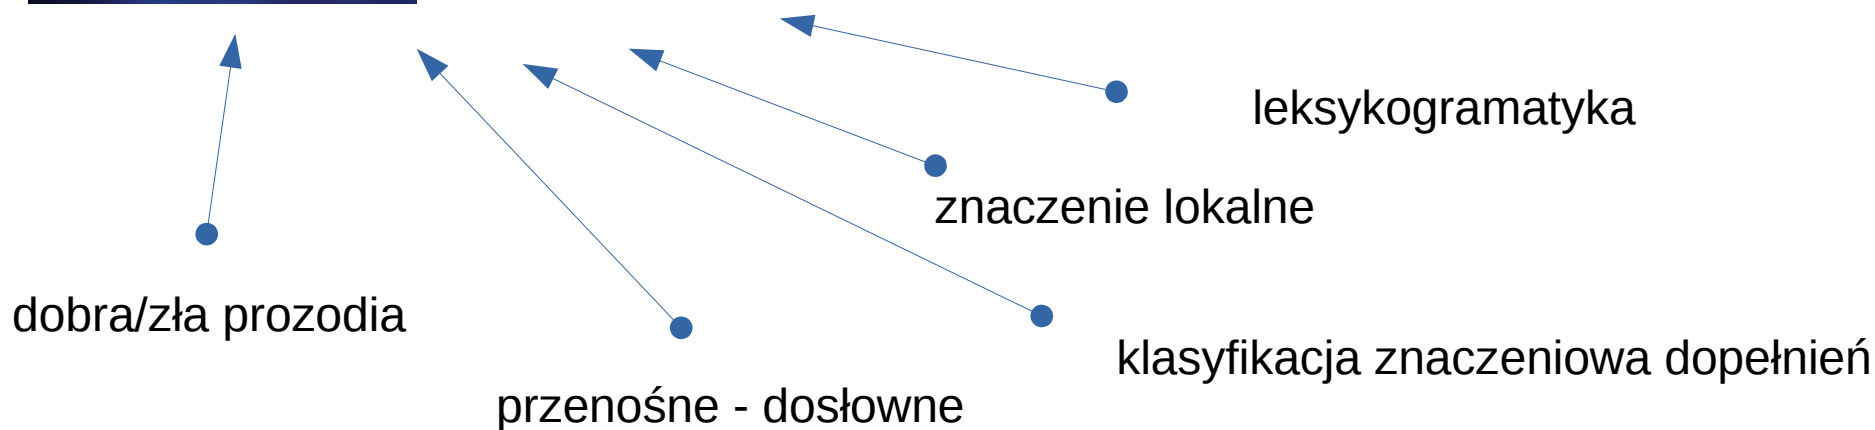 leksykogramatyka
znaczenie lokalne
dobra/zła prozodia
klasyfikacja znaczeniowa dopełnień
przenośne - dosłowne